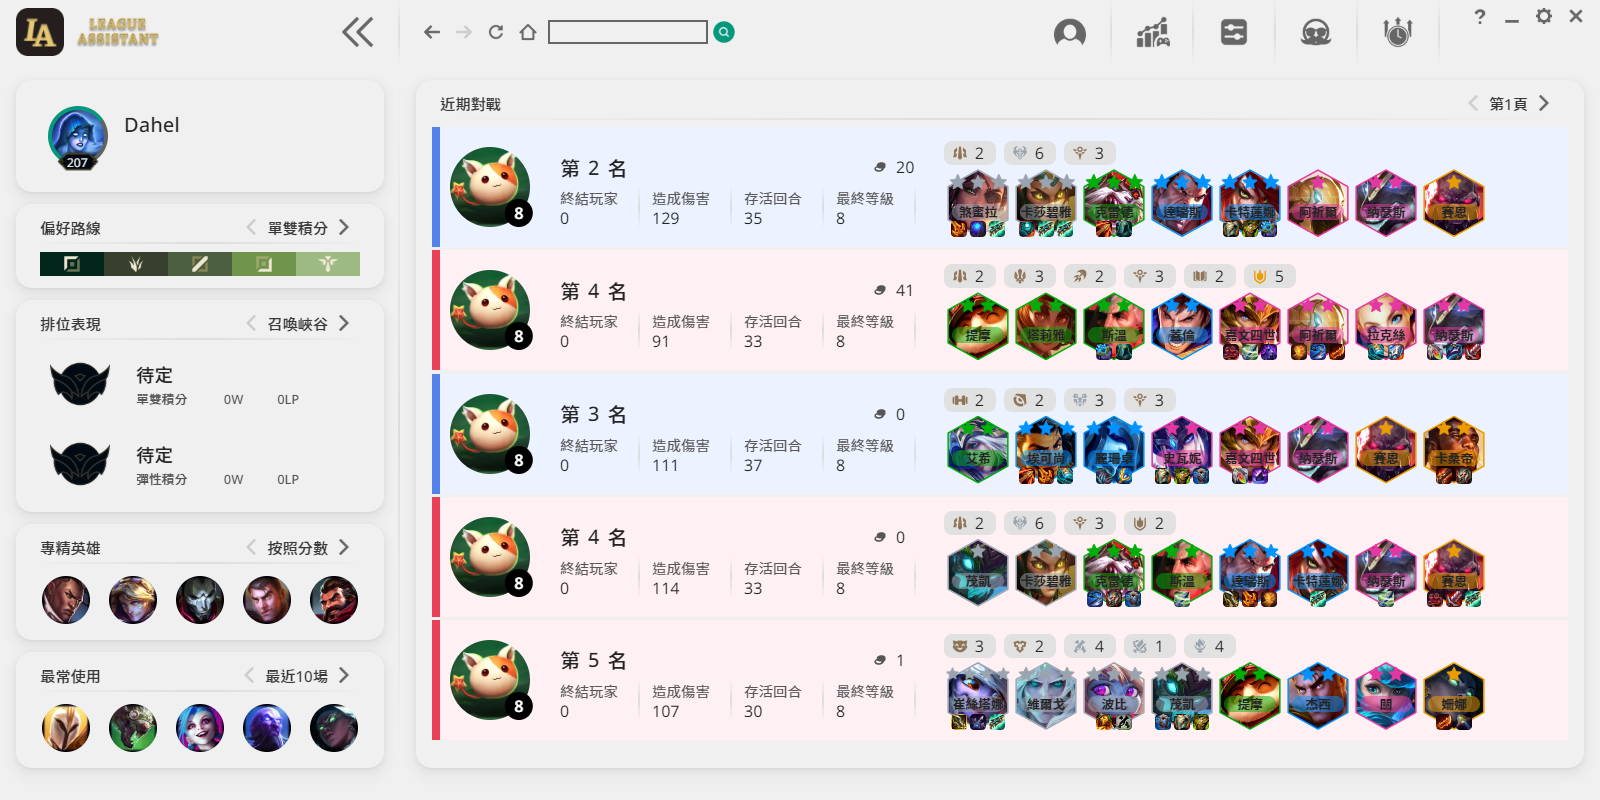 LA
LEAGUE
ASSISTANT
?
Dahel
207
偏好路線
單雙積分
排位表現
召喚峽谷
待定
單雙積分 0W 0LP
待定
彈性積分 0W 0LP
專精英雄
按照分數
最常使用
最近10場
近期對戰
第1頁
8
第 2 名
20
終結玩家 造成傷害 存活回合 最終等級
0 129 35 8
2 6 3
煞蜜拉 卡莎碧雅 克雷德 達瑞斯 卡特蓮娜 阿祈爾 納瑟斯 賽恩
8
第 4 名
41
終結玩家 造成傷害 存活回合 最終等級
0 91 33 8
2 3 2 3 2 5
提摩 塔莉雅 斯溫 蓋倫 嘉文四世 阿祈爾 拉克絲 納瑟斯
8
第 3 名
0
終結玩家 造成傷害 存活回合 最終等級
0 111 37 8
2 2 3 3
艾希 埃可尚 麗珊卓 史瓦妮 嘉文四世 納瑟斯 賽恩 卡桑帝
8
第 4 名
0
終結玩家 造成傷害 存活回合 最終等級
0 114 33 8
2 6 3 2
茂凱 卡莎碧雅 克雷德 斯溫 達瑞斯 卡特蓮娜 納瑟斯 賽恩
8
第 5 名
1
終結玩家 造成傷害 存活回合 最終等級
0 107 30 8
3 2 4 1 4
崔絲塔娜 維爾戈 波比 茂凱 提摩 杰西 關 姍娜